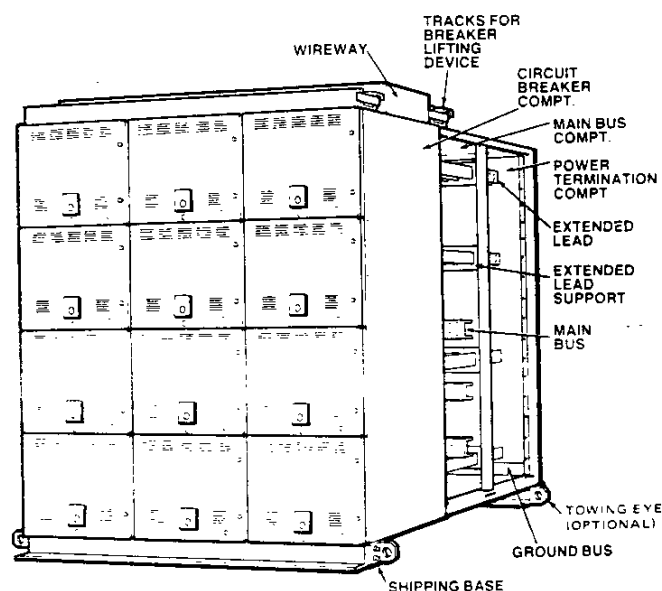 TRACKS FOR
BREAKER
LIFTING
DEVICE
WIREWAY
CIRCUIT
BREAKER
COMPT.
MAIN BUS
COMPT.
POWER
TERMINATION
COMPT
EXTENDED
LEAD
EXTENDED
LEAD
SUPPORT
MAIN
BUS
TOWING EYE
(OPTIONAL)
GROUND BUS
SHIPPING BASE